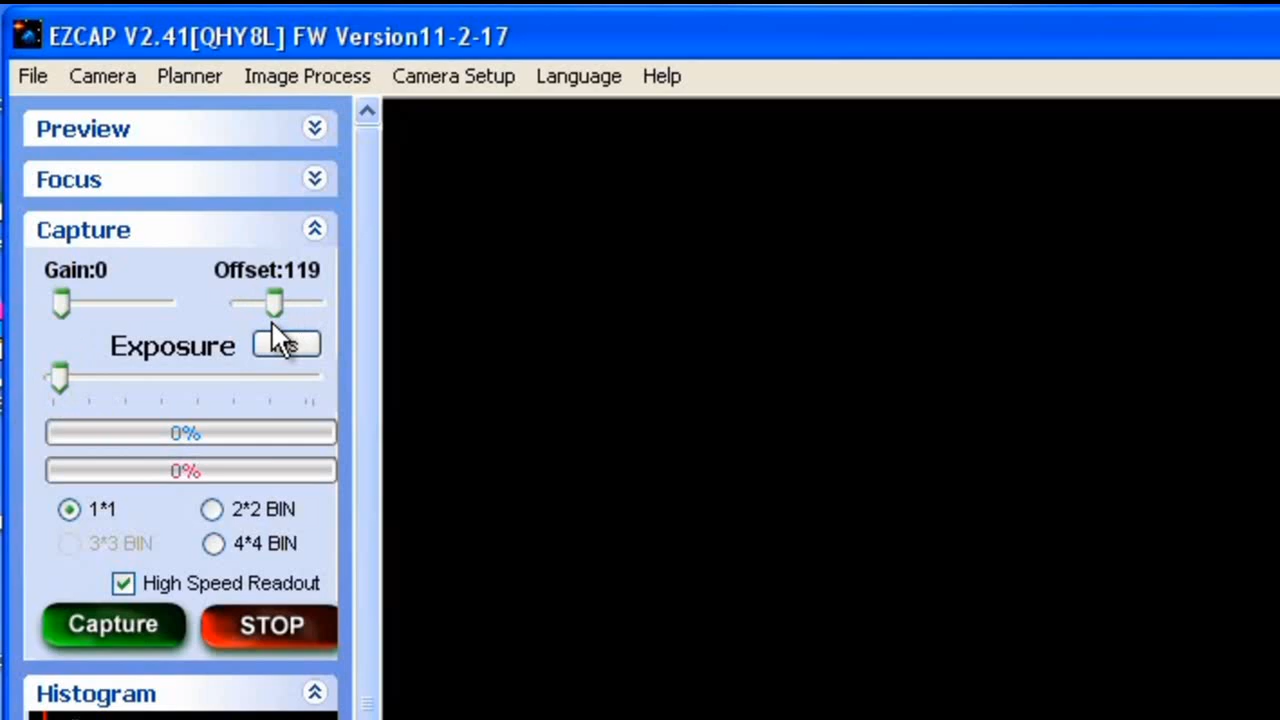 EZCAP V2.41[QHY8L] FW Version11-2-17
File Camera Planner Image Process Camera Setup Language Help
Preview
Focus
Capture
Gain:0 Offset:119
Exposure
0%
0%
1*1 2*2 BIN
3*3 BIN 4*4 BIN
High Speed Readout
Capture STOP
Histogram